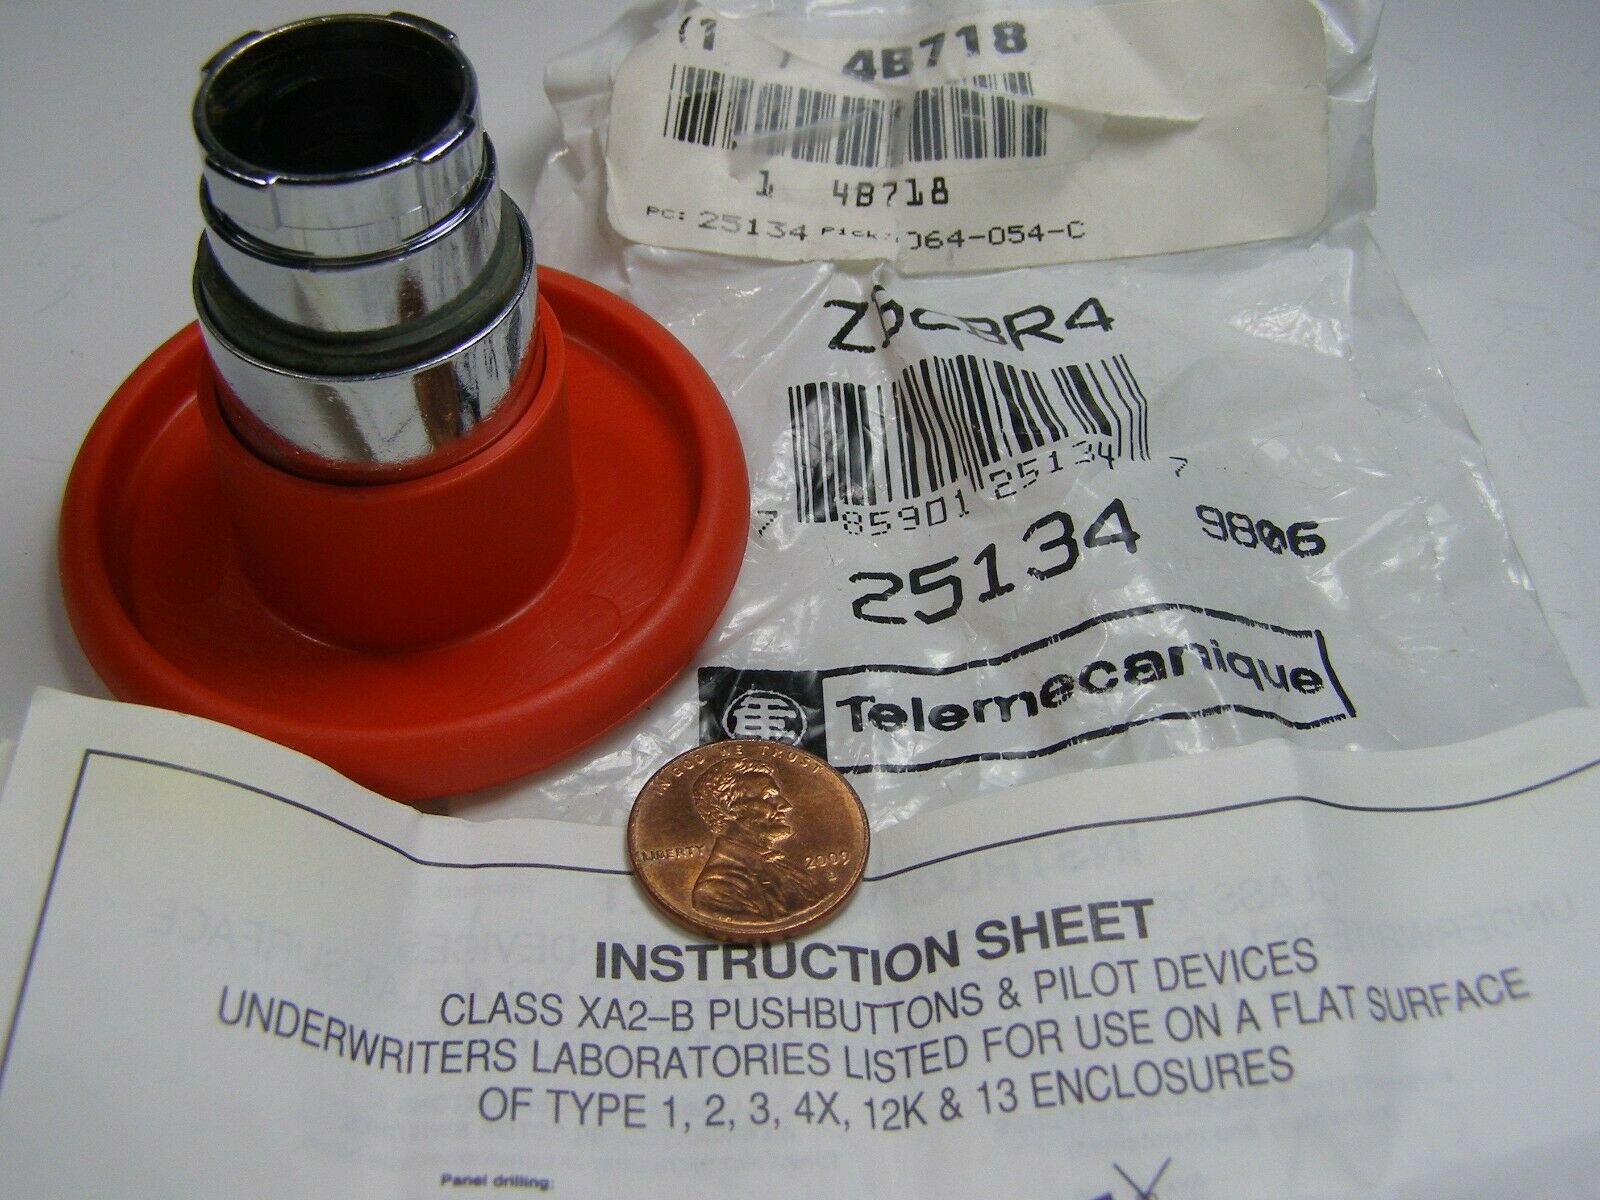 (1 4B718
1 4B718
PC: 25134 Pick: 064-054-C
7 85901 25134 7
25134 9806
Telemecanique
IN GOD WE TRUST
LIBERTY
2009
D
INSTRUCTION SHEET
CLASS XA2–B PUSHBUTTONS & PILOT DEVICES
UNDERWRITERS LABORATORIES LISTED FOR USE ON A FLAT SURFACE
OF TYPE 1, 2, 3, 4X, 12K & 13 ENCLOSURES
Panel drilling: